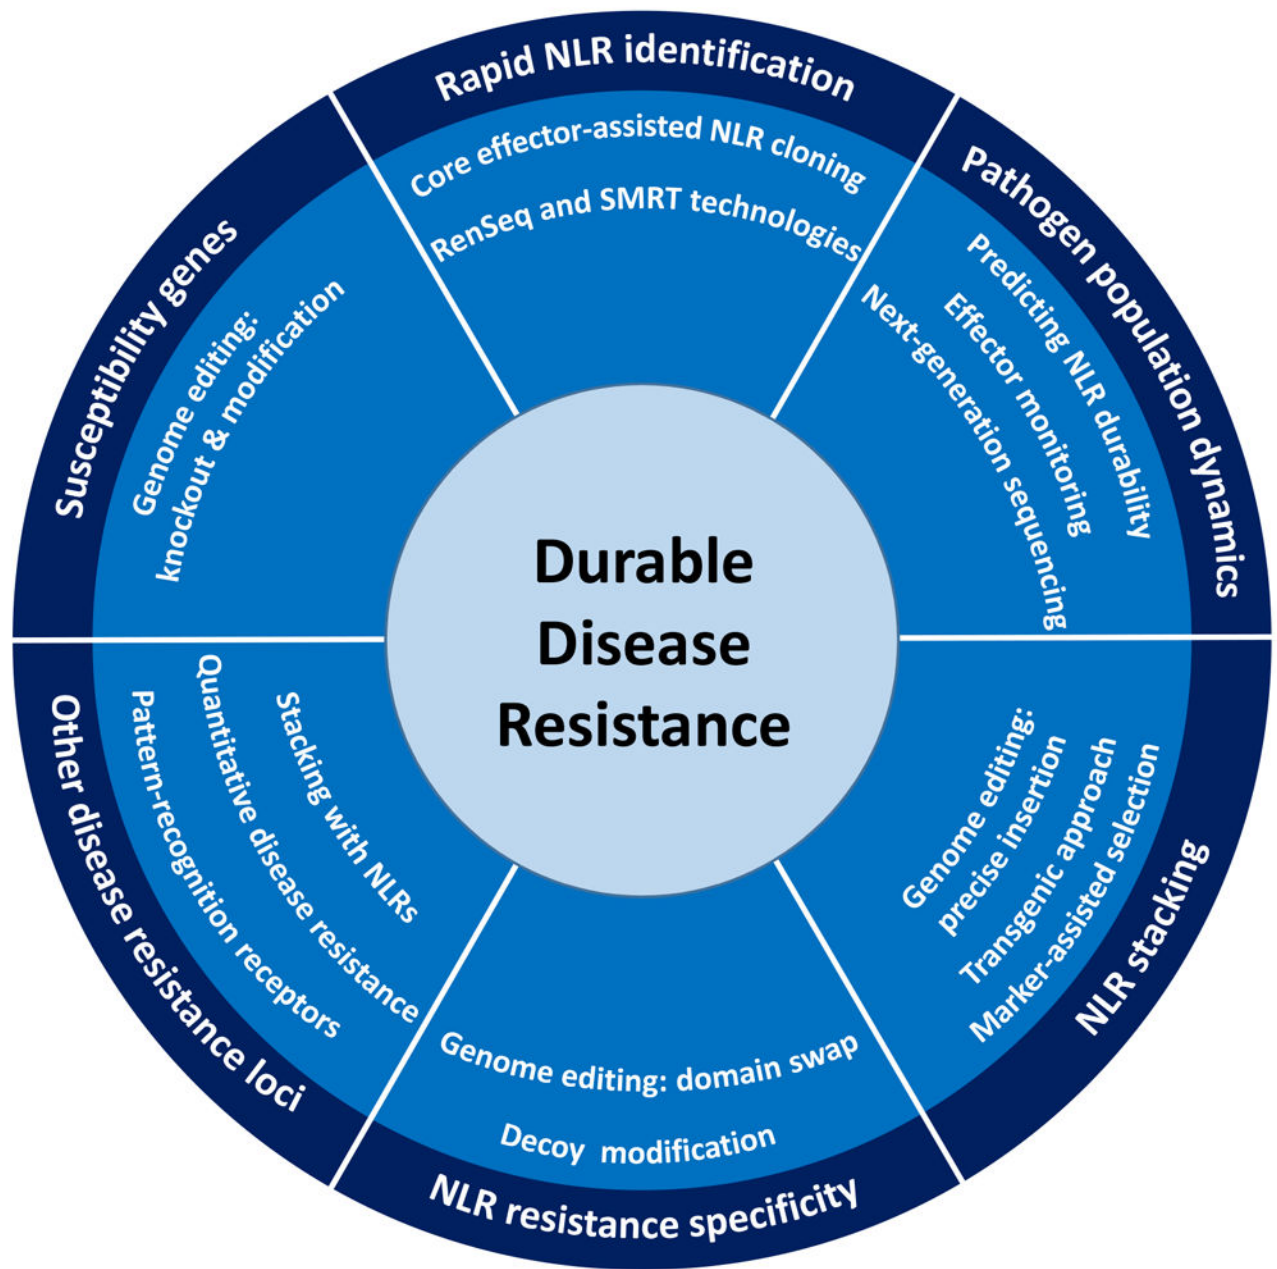 Rapid NLR identification
Core effector-assisted NLR cloning
RenSeq and SMRT technologies
Pathogen population dynamics
Predicting NLR durability
Effector monitoring
Next-generation sequencing
NLR stacking
Genome editing:
precise insertion
Transgenic approach
Marker-assisted selection
NLR resistance specificity
Genome editing: domain swap
Decoy modification
Other disease resistance loci
Stacking with NLRs
Quantitative disease resistance
Pattern-recognition receptors
Susceptibility genes
Genome editing:
knockout & modification
Durable
Disease
Resistance